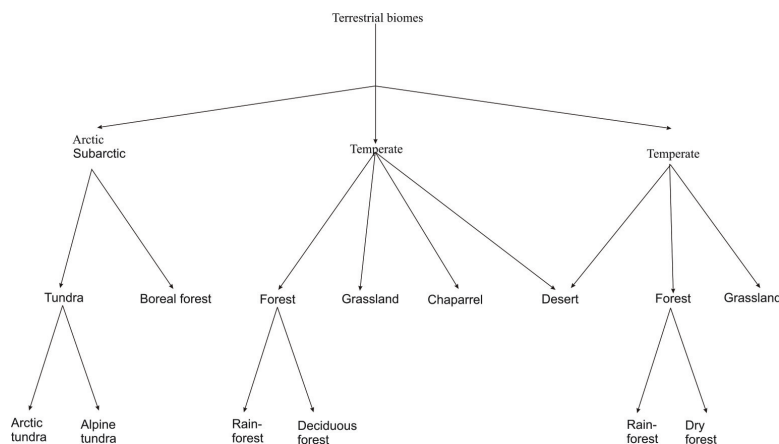 Terrestrial biomes
Arctic
Subarctic
Temperate
Temperate
Tundra
Boreal forest
Forest
Grassland
Chaparrel
Desert
Forest
Grassland
Arctic
tundra
Alpine
tundra
Rain-
forest
Deciduous
forest
Rain-
forest
Dry
forest